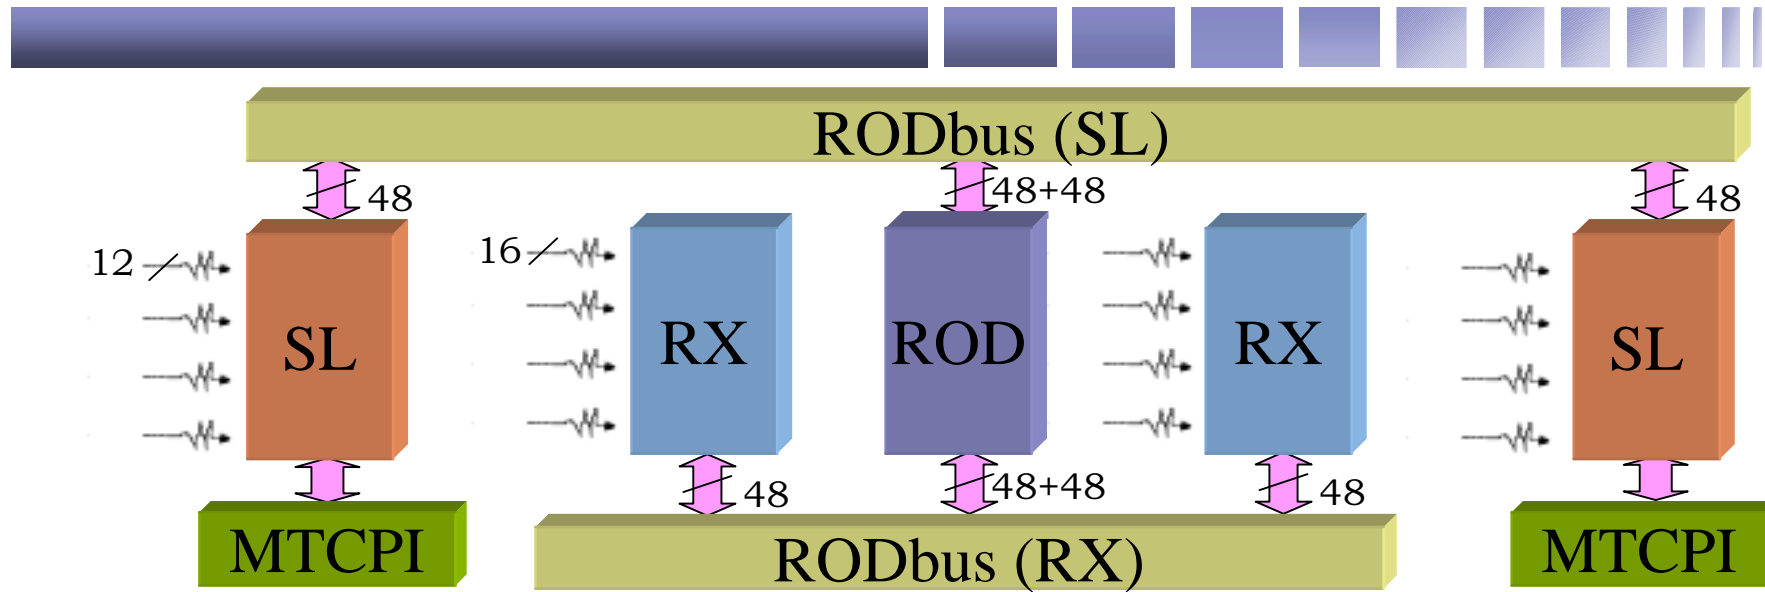 RODbus (SL)
48
48+48
48
12
16
SL
RX
ROD
RX
SL
48
48+48
48
MTCPI
RODbus (RX)
MTCPI